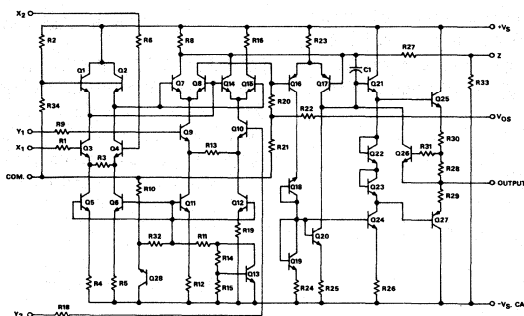 X2
+VS
R2
R6
R8
R16
R23
R27
Z
Q1
Q2
Q7
Q8
Q14
Q16
Q17
C1
Q21
R33
R34
R20
Q25
R9
R22
VOS
Y1
Q9
Q10
R30
X1
R1
Q3
Q4
R13
R21
Q26
R31
R3
Q22
R28
COM.
OUTPUT
R10
Q18
Q23
R29
Q5
Q6
Q11
Q12
Q24
Q27
R32
R11
R19
Q20
R14
Q19
Q13
R4
R5
Q28
R12
R15
R24
R25
R26
-VS, CA
R18
Y2